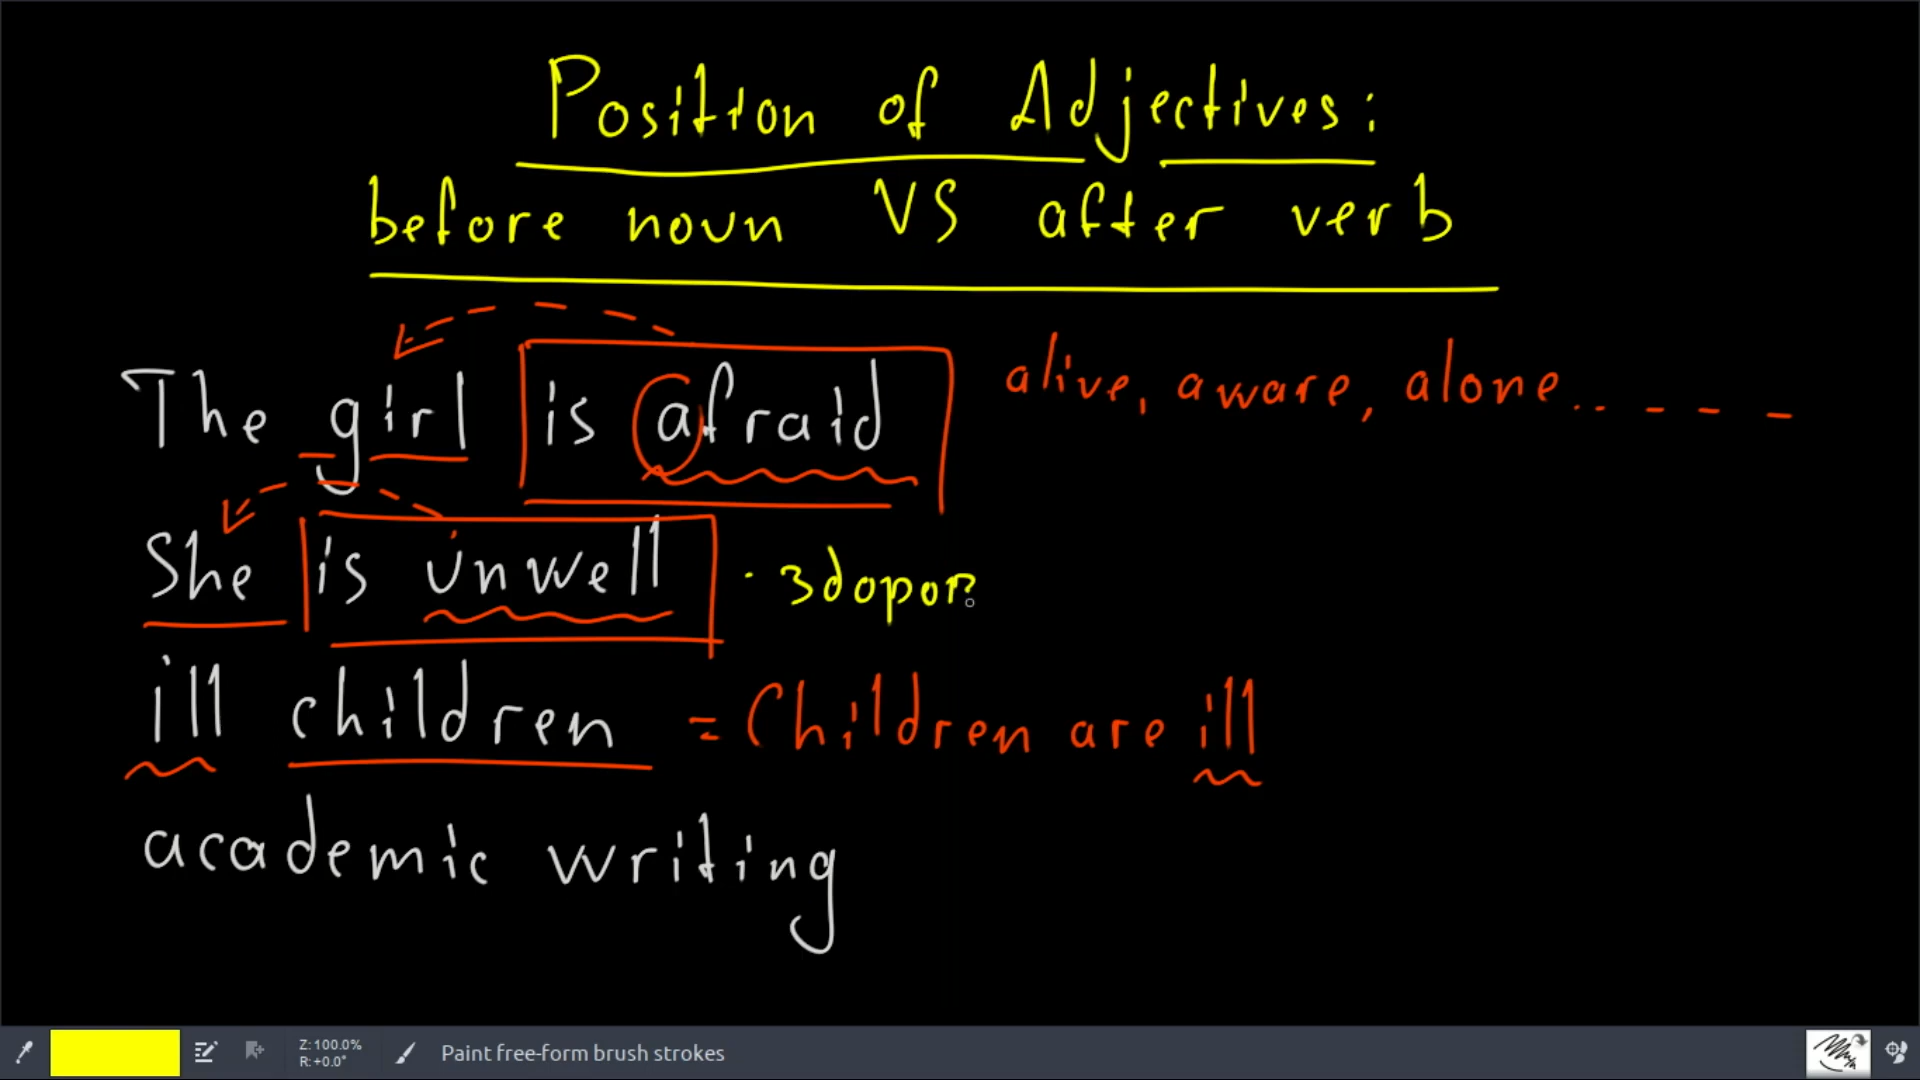 Position of Adjectives:
before noun VS after verb
The girl is afraid alive, aware, alone.. - - -
She is unwell · здоров
ill children = Children are ill
academic writing
Z: 100.0%
R: +0.0°
Paint free-form brush strokes